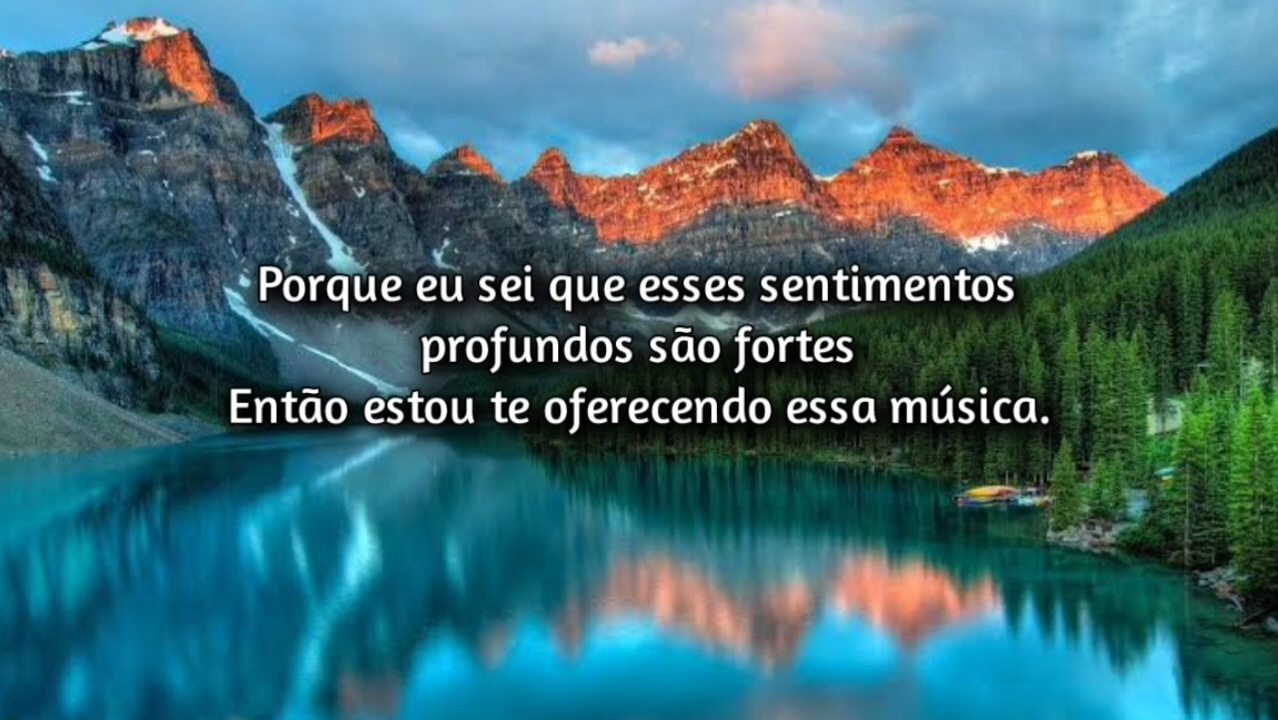 Porque eu sei que esses sentimentos
profundos são fortes
Então estou te oferecendo essa música.